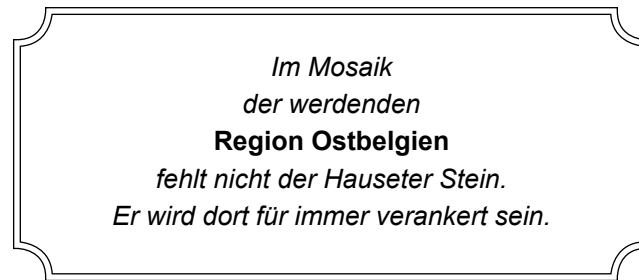 Im Mosaik
der werdenden
Region Ostbelgien
fehlt nicht der Hauseter Stein.
Er wird dort für immer verankert sein.